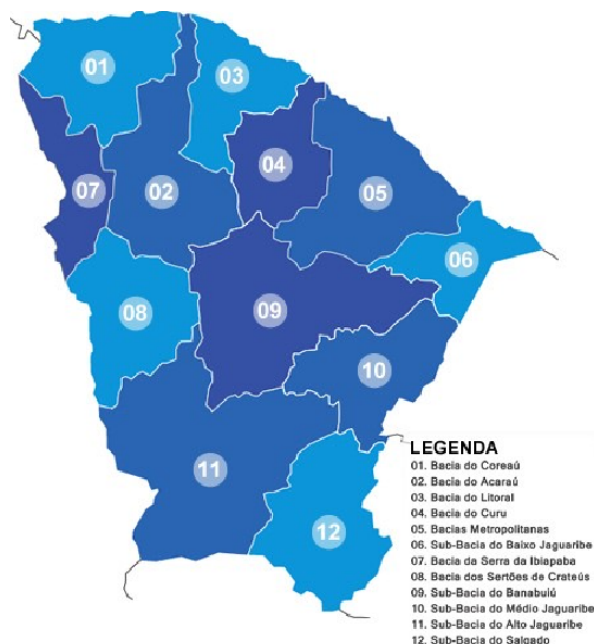 01
03
04
07
02
05
06
08
09
10
11
12
LEGENDA
01. Bacia do Coreaú
02. Bacia do Acaraú
03. Bacia do Litoral
04. Bacia do Curu
05. Bacias Metropolitanas
06. Sub-Bacia do Baixo Jaguaribe
07. Bacia da Serra da Ibiapaba
08. Bacia dos Sertões de Crateús
09. Sub-Bacia do Banabuiú
10. Sub-Bacia do Médio Jaguaribe
11. Sub-Bacia do Alto Jaguaribe
12. Sub-Bacia do Salgado